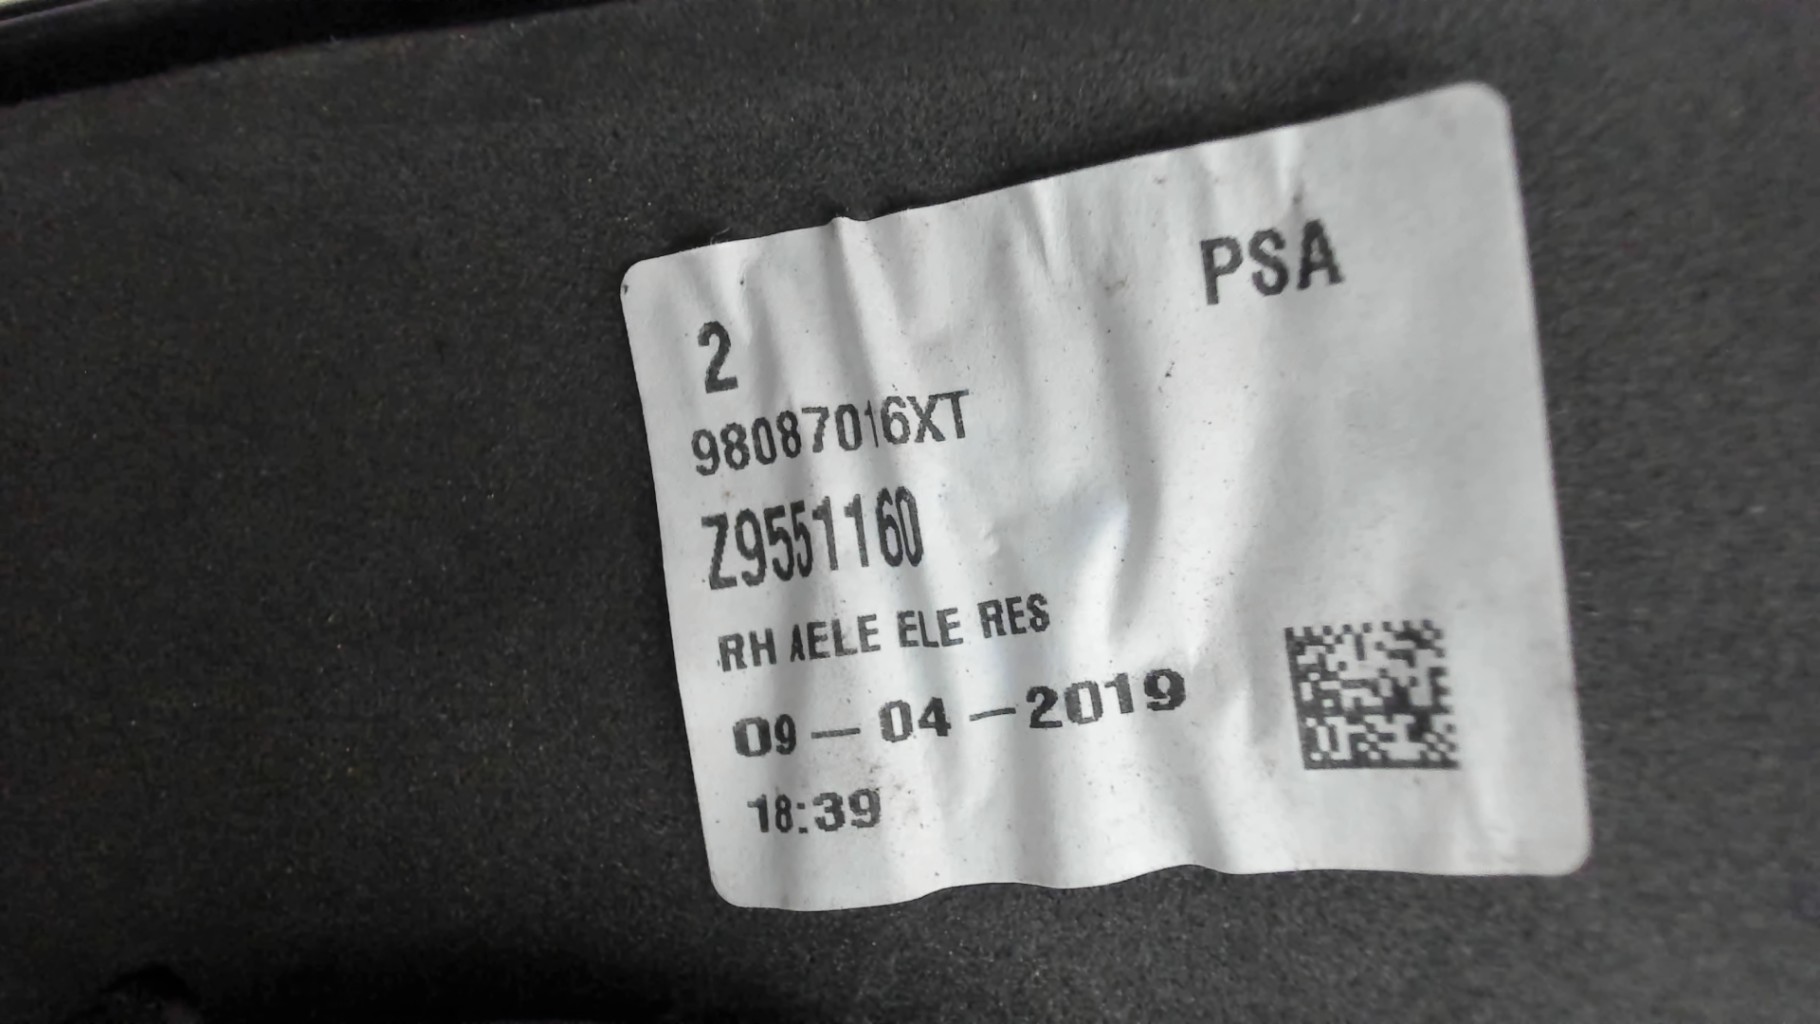 PSA
2
98087016XT
Z9551160
RH AELE ELE RES
09-04-2019
18:39